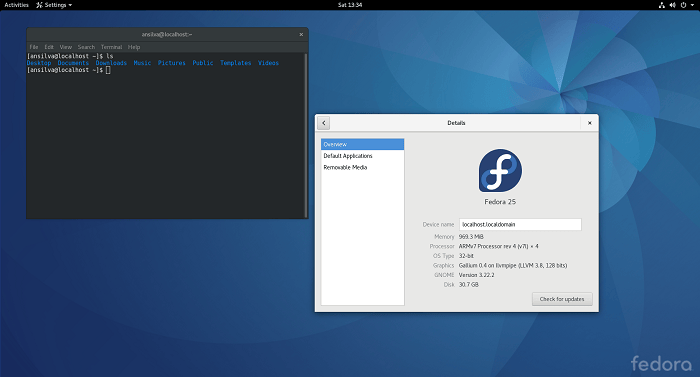 Activities Settings Sat 13:34
ansilva@localhost:~
File Edit View Search Terminal Help
[ansilva@localhost ~]$ ls
Desktop Documents Downloads Music Pictures Public Templates Videos
[ansilva@localhost ~]$
Details
Overview
Default Applications
Removable Media
Fedora 25
Device name localhost.localdomain
Memory 969.3 MiB
Processor ARMv7 Processor rev 4 (v7l) × 4
OS Type 32-bit
Graphics Gallium 0.4 on llvmpipe (LLVM 3.8, 128 bits)
GNOME Version 3.22.2
Disk 30.7 GB
Check for updates
fedora